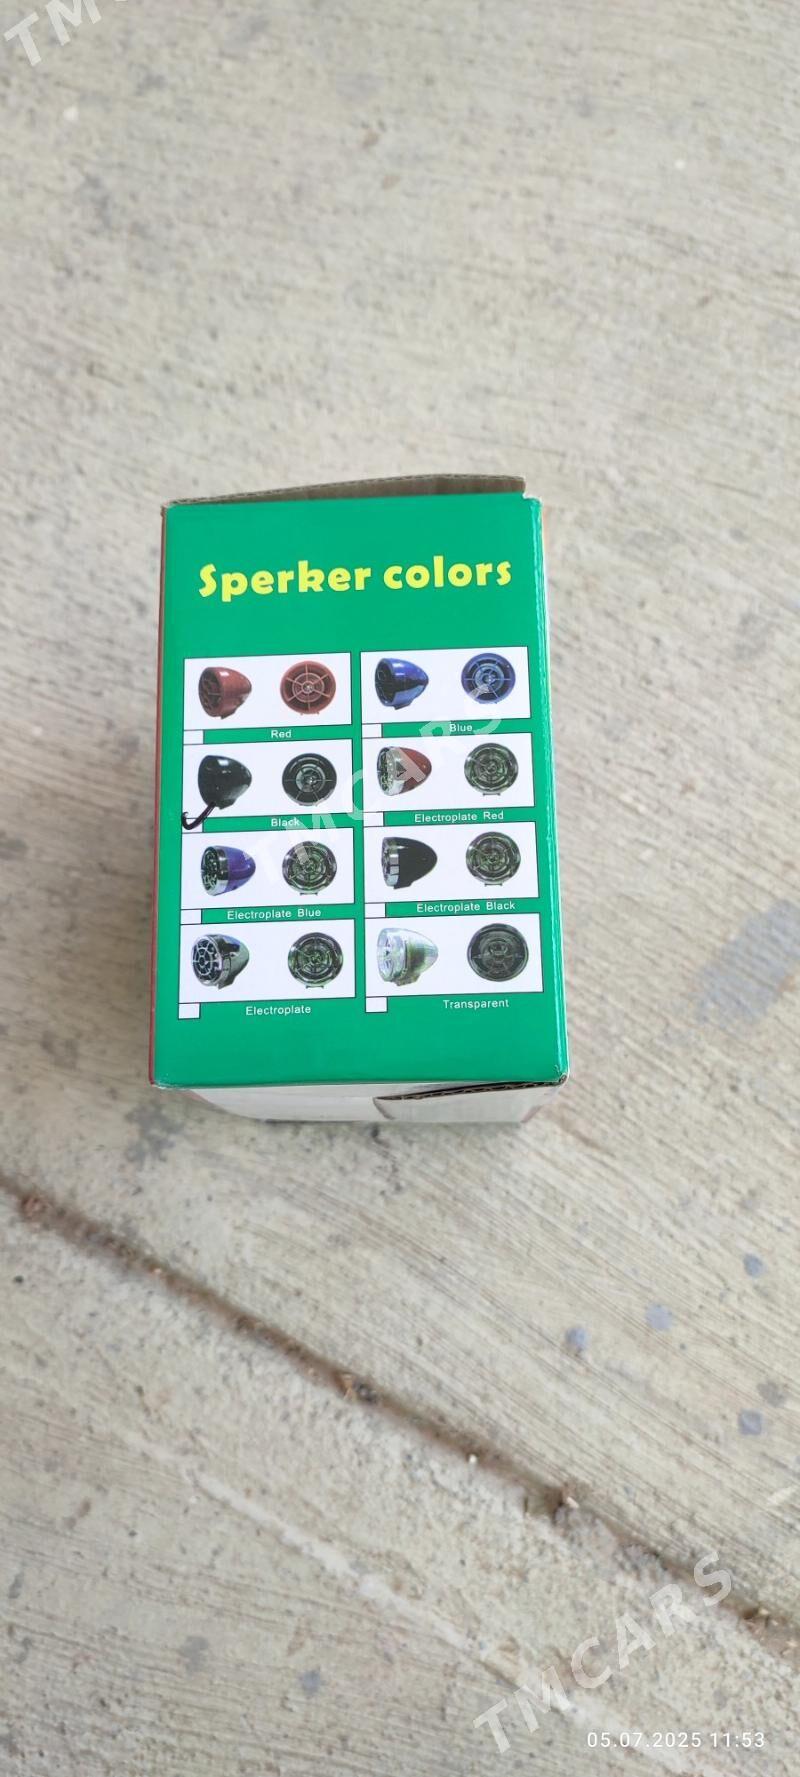 TMCARS
Sperker colors
Red
Blue
Black
Electroplate Red
Electroplate Blue
Electroplate Black
Electroplate
Transparent
TMCARS
TMCARS
05.07.2025 11:53